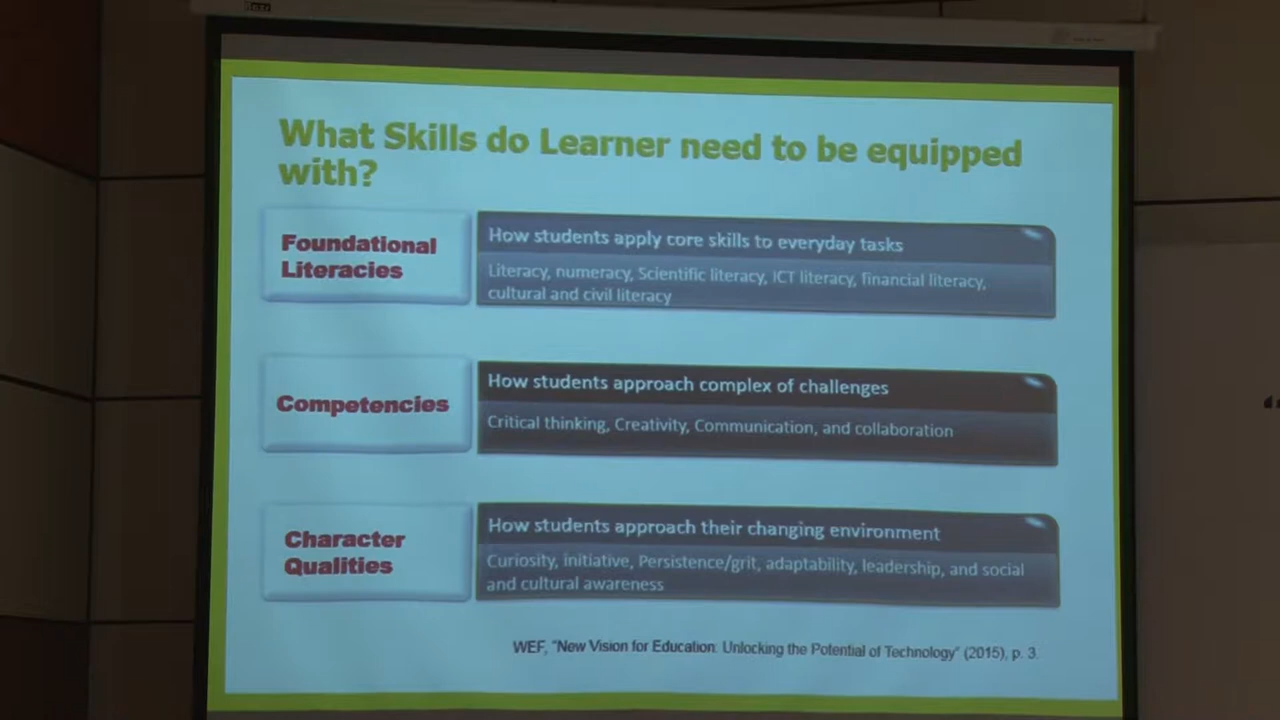 What Skills do Learner need to be equipped
with?
Foundational
Literacies
How students apply core skills to everyday tasks
Literacy, numeracy, Scientific literacy, ICT literacy, financial literacy,
cultural and civil literacy
Competencies
How students approach complex of challenges
Critical thinking, Creativity, Communication, and collaboration
Character
Qualities
How students approach their changing environment
Curiosity, initiative, Persistence/grit, adaptability, leadership, and social
and cultural awareness
WEF, "New Vision for Education: Unlocking the Potential of Technology" (2015), p. 3.